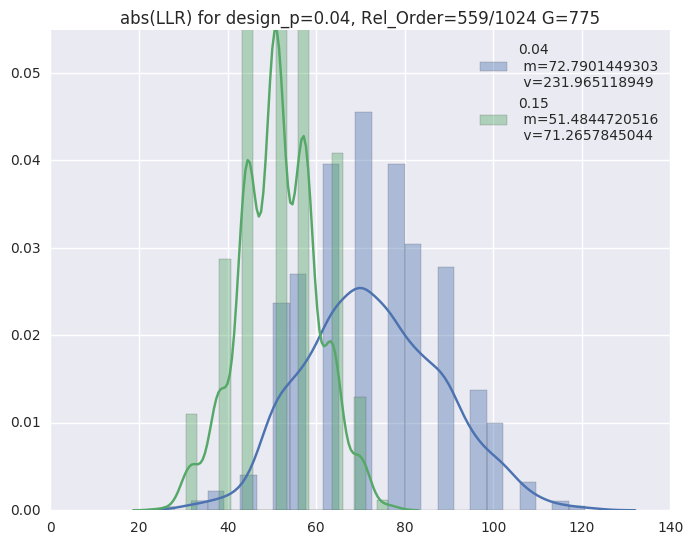 abs(LLR) for design_p=0.04, Rel_Order=559/1024 G=775
0.04
m=72.7901449303
v=231.965118949
0.15
m=51.4844720516
v=71.2657845044
0.05
0.04
0.03
0.02
0.01
0.00
0 20 40 60 80 100 120 140